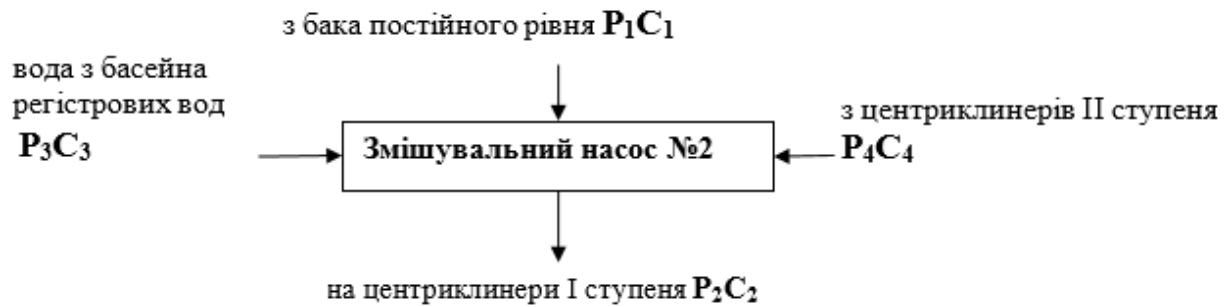 з бака постійного рівня P₁C₁
вода з басейна
регістрових вод
P₃C₃
Змішувальний насос №2
з центриклинерів ІІ ступеня
P₄C₄
на центриклинери І ступеня P₂C₂